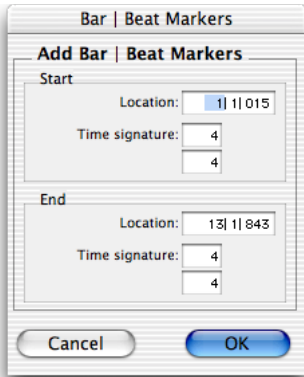 Bar | Beat Markers
Add Bar | Beat Markers
Start
Location: 1| 1| 015
Time signature: 4
4
End
Location: 13| 1| 843
Time signature: 4
4
Cancel OK